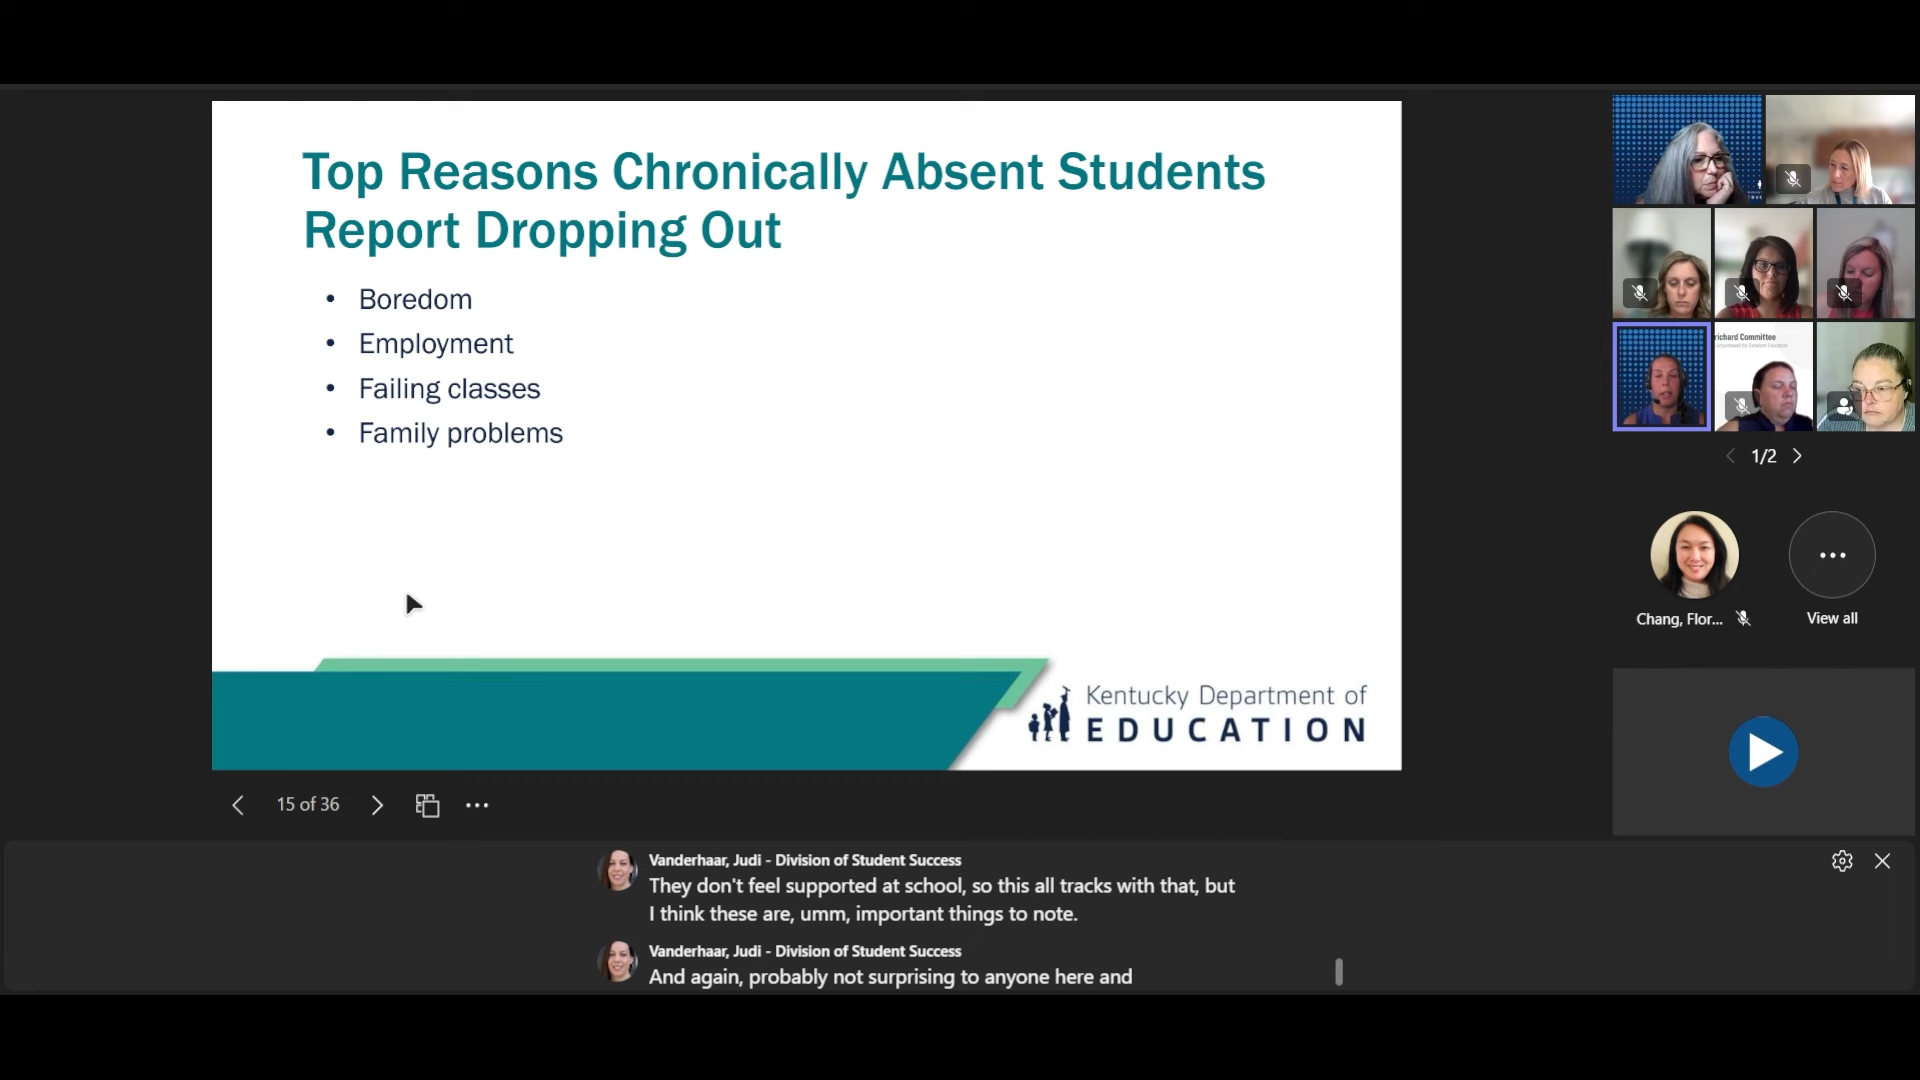 Top Reasons Chronically Absent Students
Report Dropping Out
• Boredom
• Employment
• Failing classes
• Family problems
Kentucky Department of
EDUCATION
15 of 36
richard Committee
1/2
Chang, Flor...
View all
Vanderhaar, Judi - Division of Student Success
They don't feel supported at school, so this all tracks with that, but
I think these are, umm, important things to note.
Vanderhaar, Judi - Division of Student Success
And again, probably not surprising to anyone here and